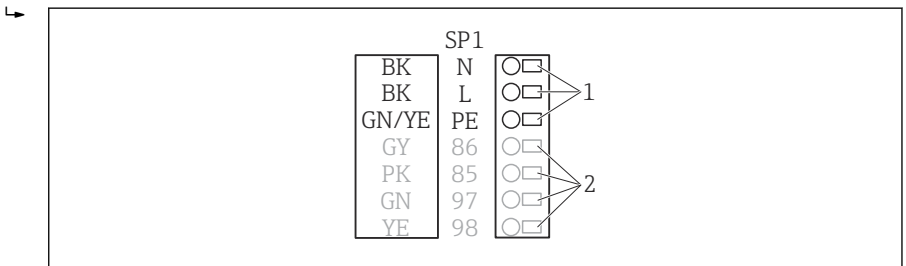 SP1
BK N
BK L 1
GN/YE PE
GY 86
PK 85 2
GN 97
YE 98